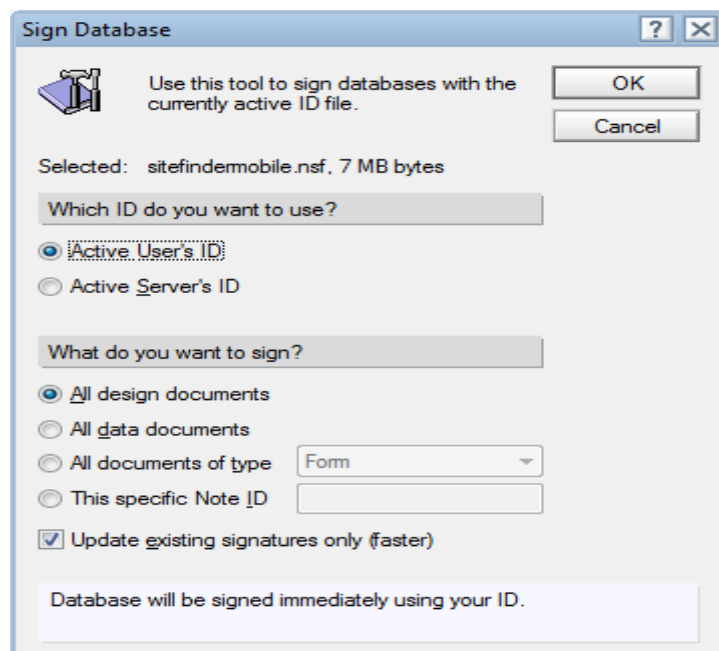 Sign Database
Use this tool to sign databases with the
currently active ID file.
OK
Cancel
Selected: sitefindermobile.nsf, 7 MB bytes
Which ID do you want to use?
Active User's ID
Active Server's ID
What do you want to sign?
All design documents
All data documents
All documents of type Form
This specific Note ID
Update existing signatures only (faster)
Database will be signed immediately using your ID.